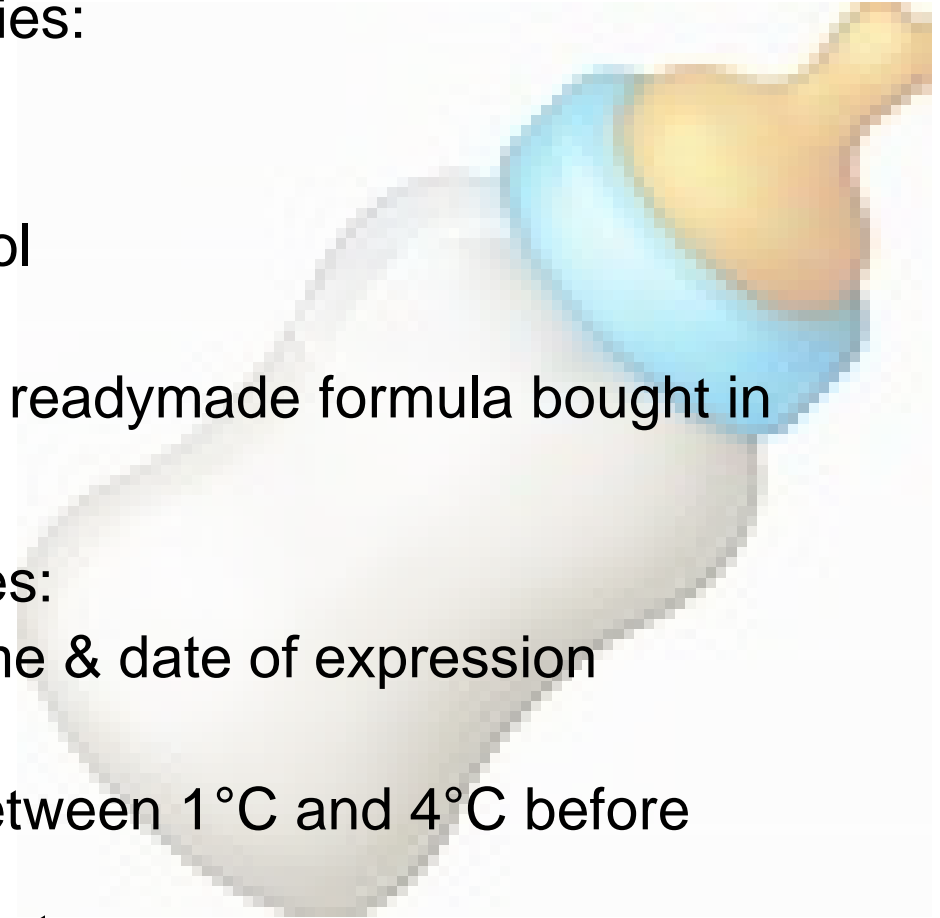 ies:
ol
readymade formula bought in
es:
ne & date of expression
etween 1°C and 4°C before